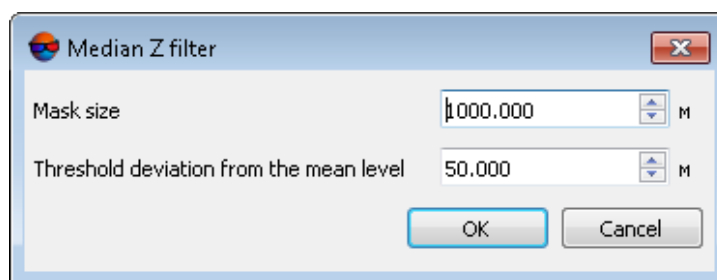 Median Z filter
Mask size 1000.000 м
Threshold deviation from the mean level 50.000 м
OK Cancel